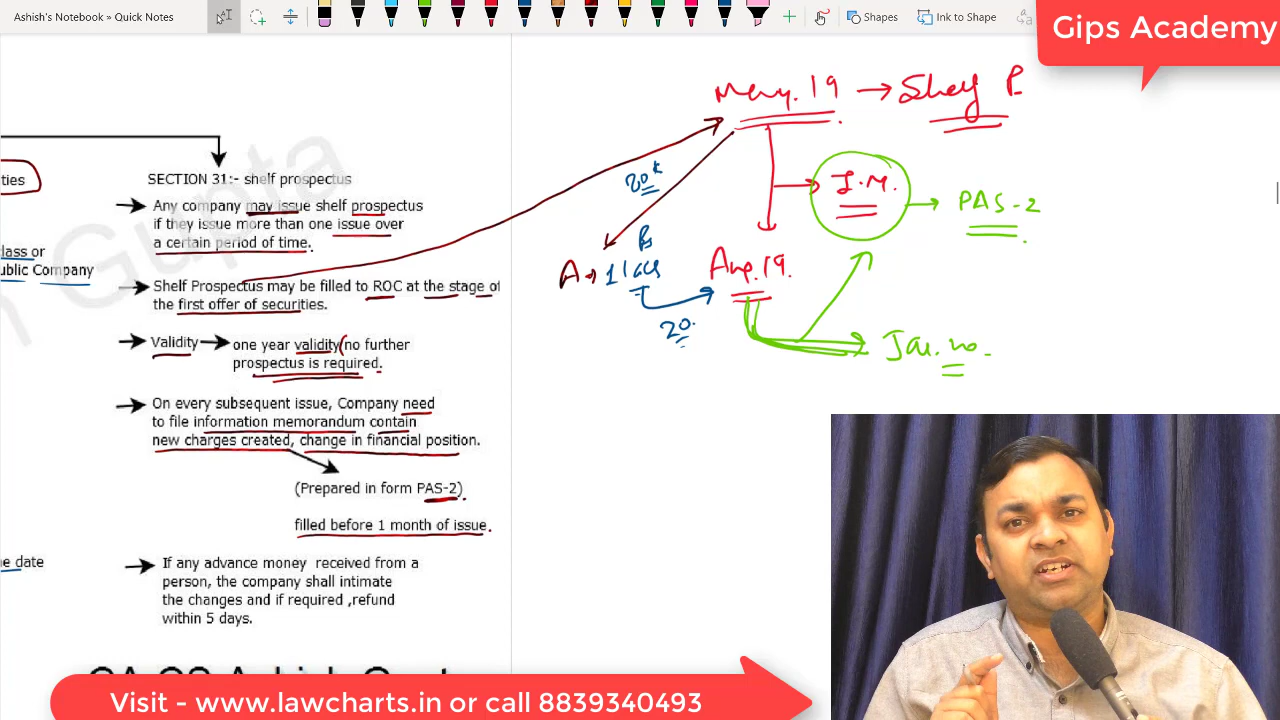 Ashish's Notebook » Quick Notes
Shapes
Ink to Shape
Gips Academy
ties
class or
ublic Company
ne date
SECTION 31:- shelf prospectus
Any company may issue shelf prospectus
if they issue more than one issue over
a certain period of time.
Shelf Prospectus may be filled to ROC at the stage of
the first offer of securities.
Validity
one year validity(no further
prospectus is required.
On every subsequent issue, Company need
to file information memorandum contain
new charges created, change in financial position.
(Prepared in form PAS-2).
filled before 1 month of issue.
If any advance money received from a
person, the company shall intimate
the changes and if required ,refund
within 5 days.
May. 19 → Shelf P
I.M.
PAS-2
20
A → 1 lacs
Aug. 19.
20.
Gupta
Visit - www.lawcharts.in or call 8839340493